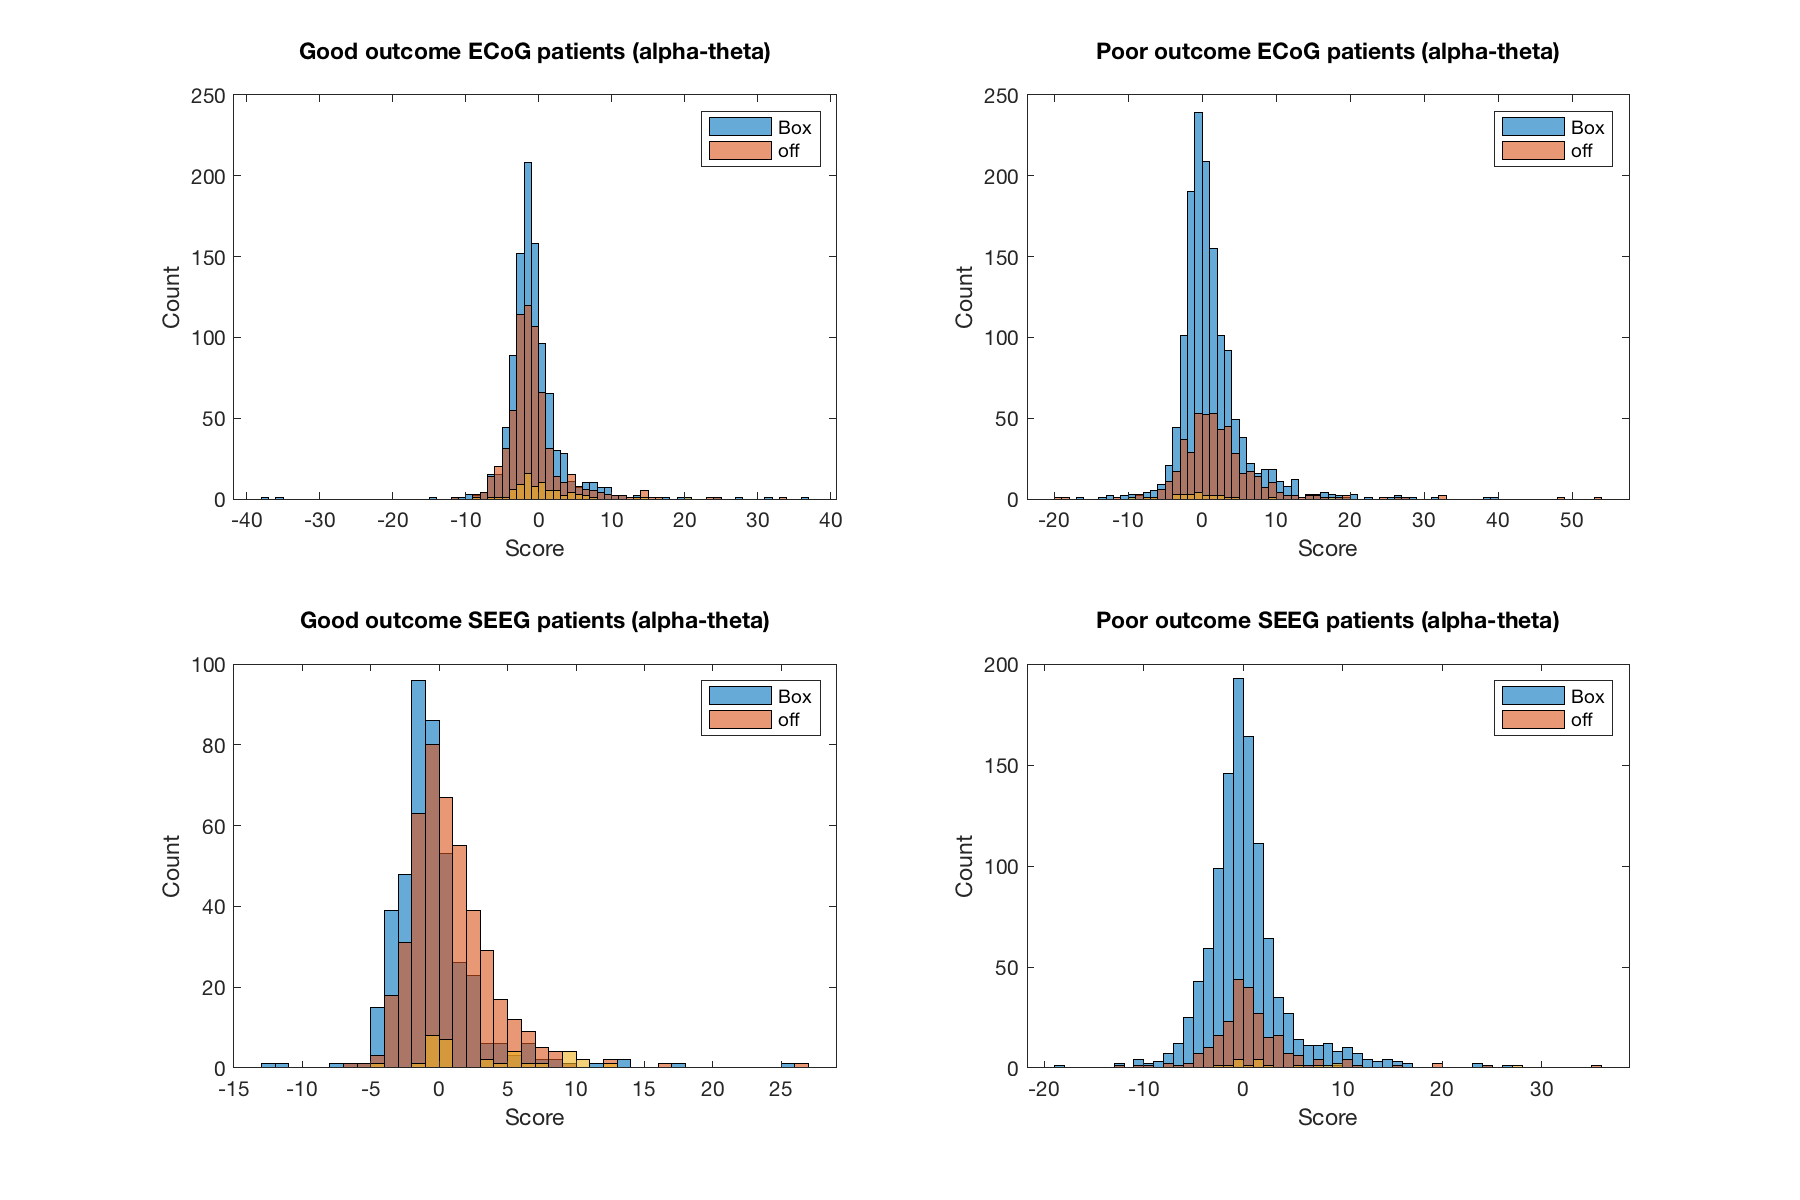 Good outcome ECoG patients (alpha-theta)
250
200
150
100
50
0
Count
-40 -30 -20 -10 0 10 20 30 40
Score
Box
off
Poor outcome ECoG patients (alpha-theta)
250
200
150
100
50
0
Count
-20 -10 0 10 20 30 40 50
Score
Box
off
Good outcome SEEG patients (alpha-theta)
100
80
60
40
20
0
Count
-15 -10 -5 0 5 10 15 20 25
Score
Box
off
Poor outcome SEEG patients (alpha-theta)
200
150
100
50
0
Count
-20 -10 0 10 20 30
Score
Box
off